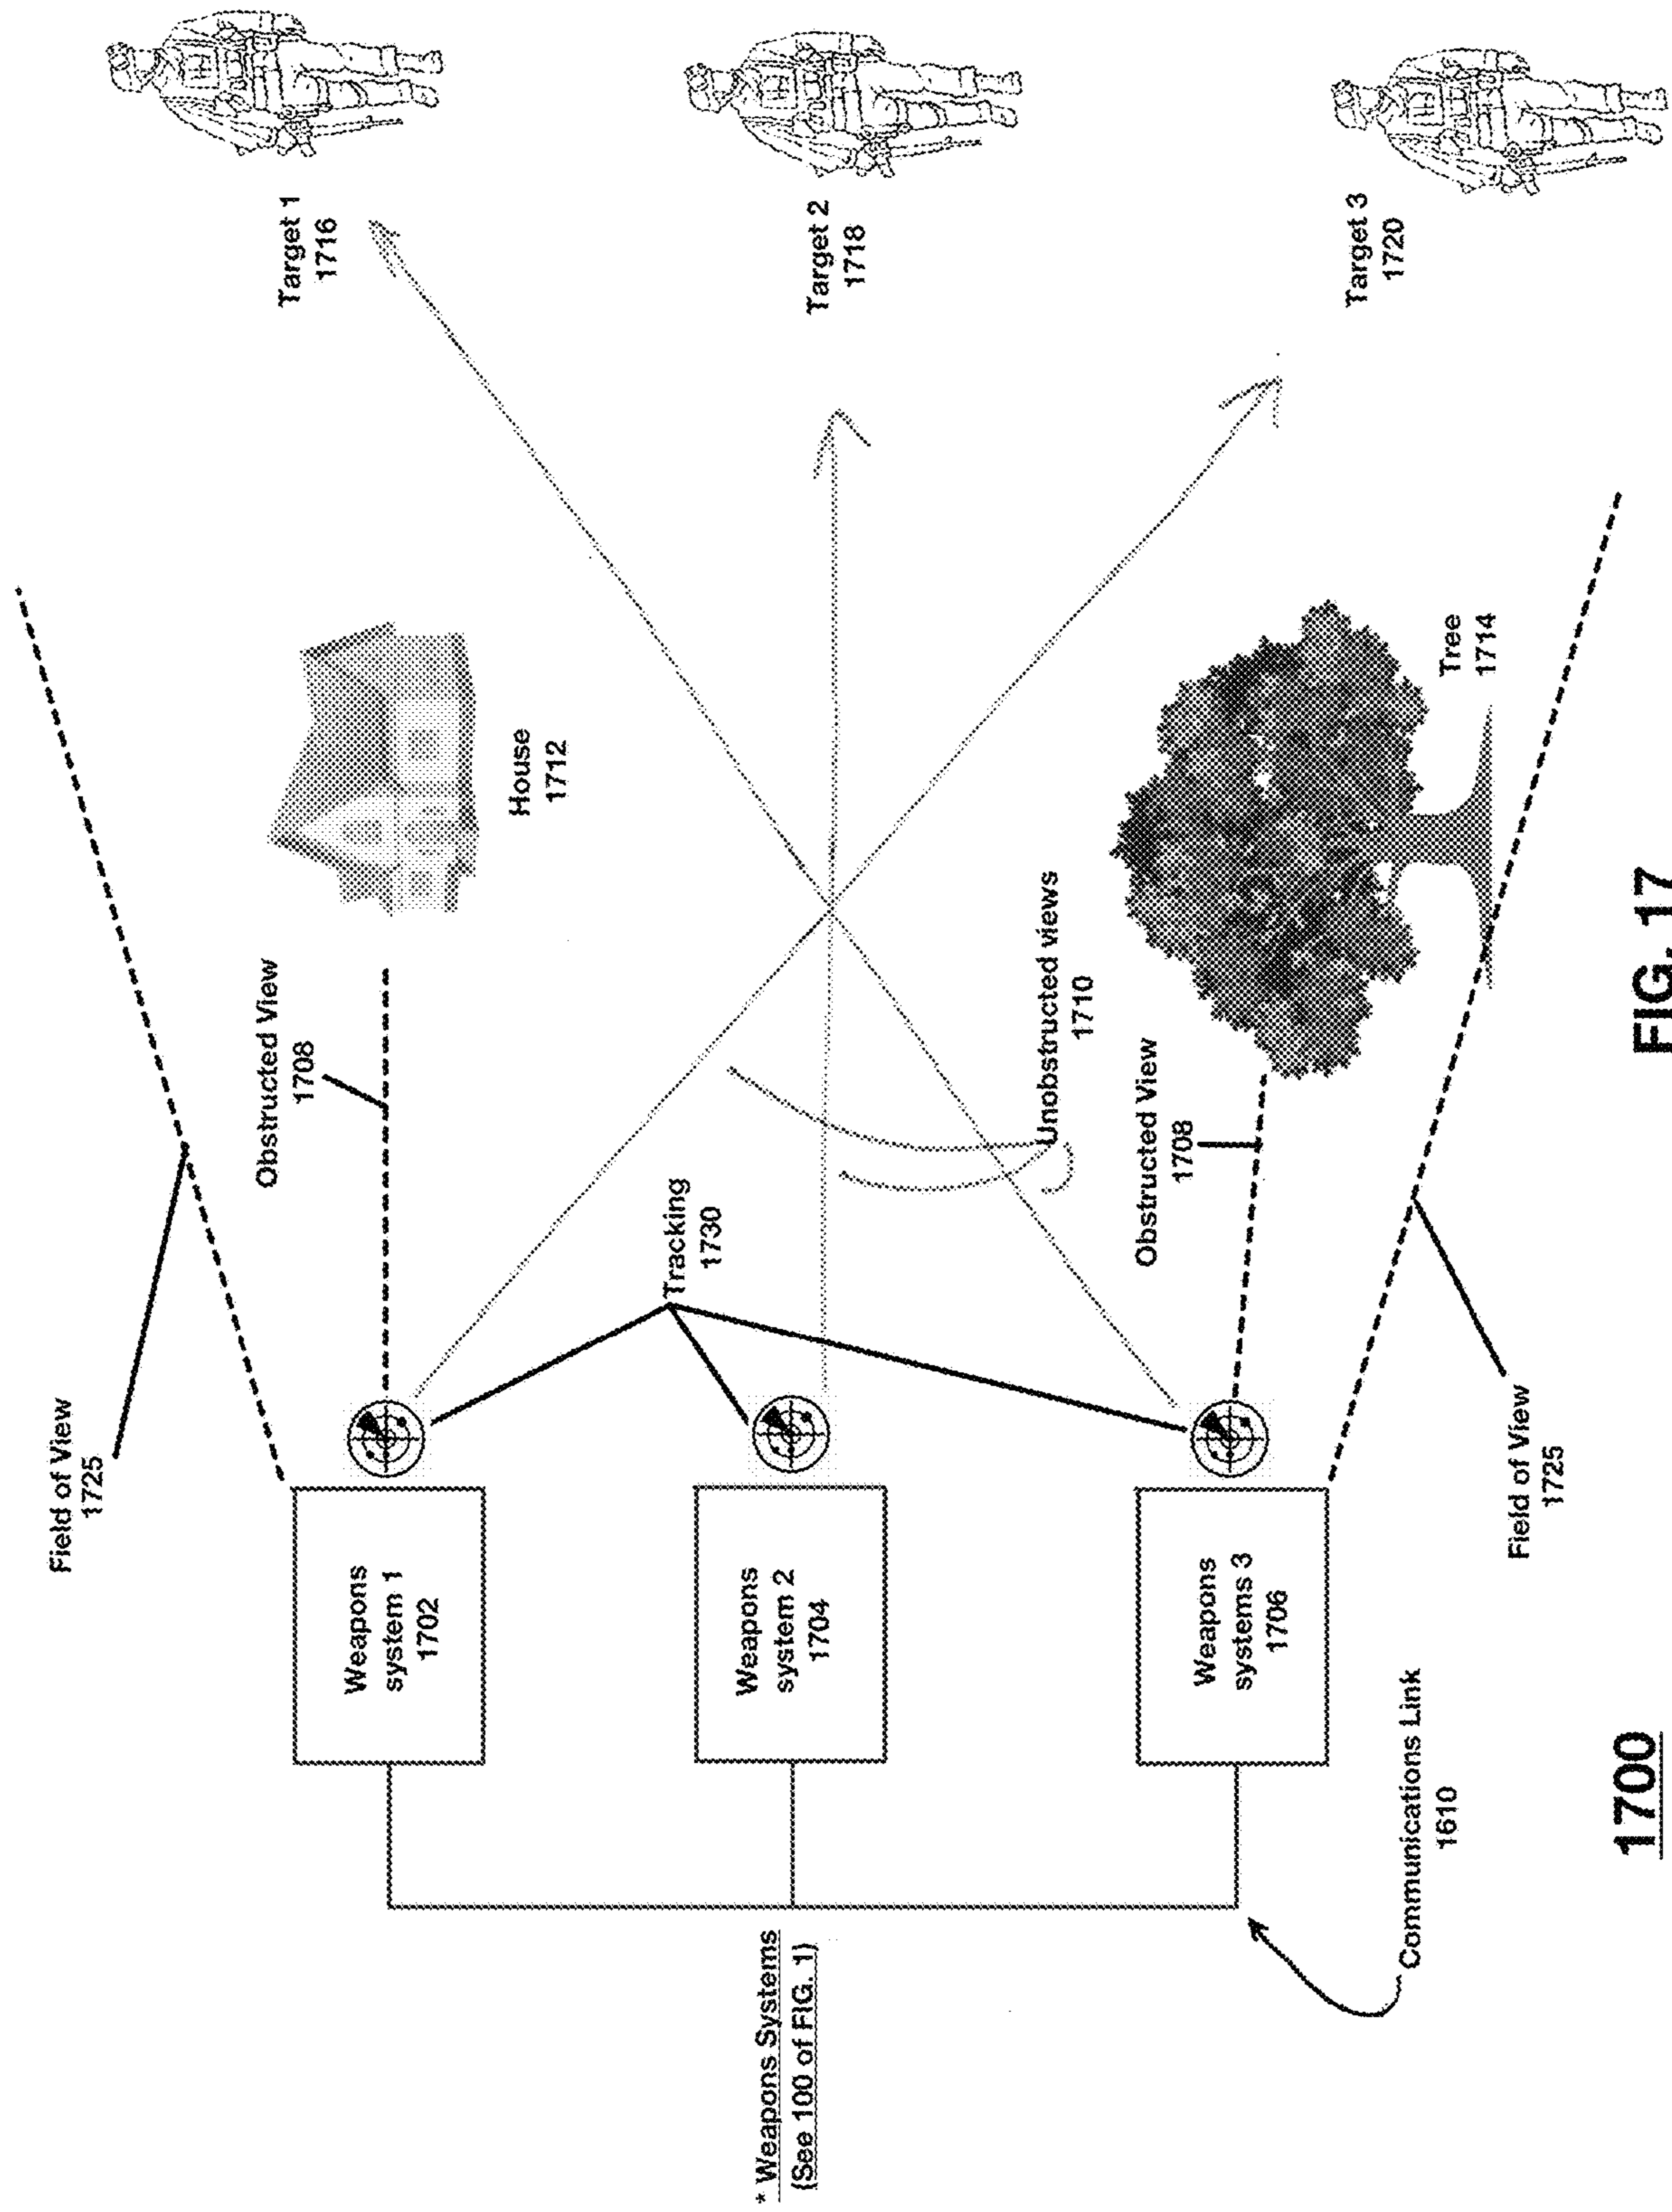 * Weapons Systems
(See 100 of FIG. 1)
Communications Link
1610
Weapons
system 1
1702
Weapons
system 2
1704
Weapons
systems 3
1706
Field of View
1725
Field of View
1725
Tracking
1730
Obstructed View
1708
Obstructed View
1708
Unobstructed views
1710
House
1712
Tree
1714
Target 1
1716
Target 2
1718
Target 3
1720
1700
FIG. 17